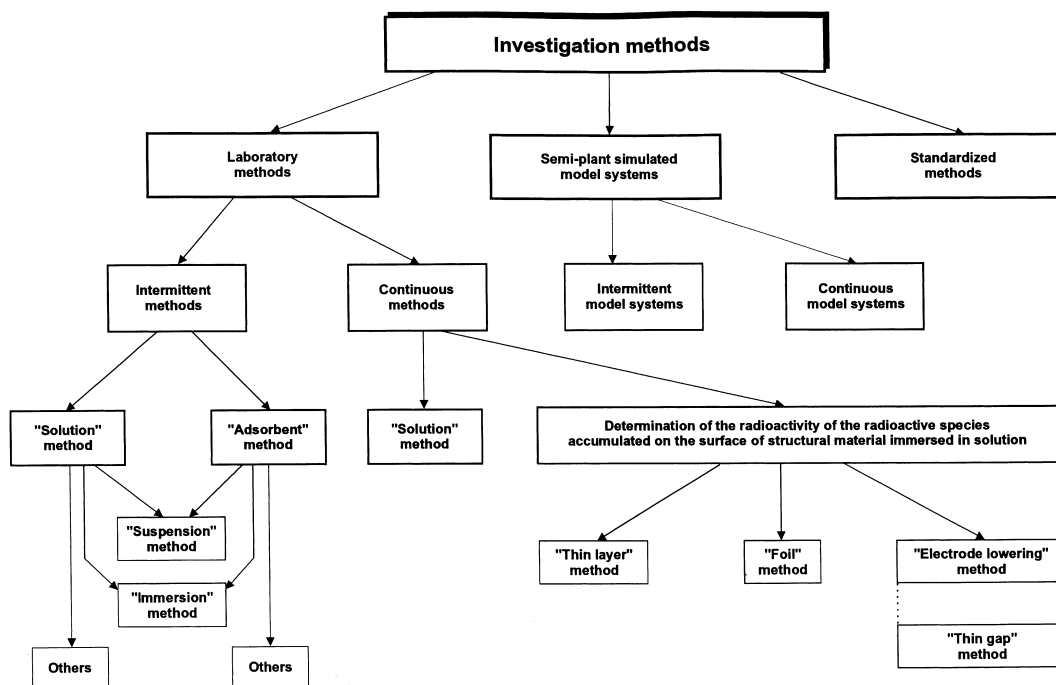 Investigation methods
Laboratory
methods
Semi-plant simulated
model systems
Standardized
methods
Intermittent
methods
Continuous
methods
Intermittent
model systems
Continuous
model systems
"Solution"
method
"Adsorbent"
method
"Solution"
method
Determination of the radioactivity of the radioactive species
accumulated on the surface of structural material immersed in solution
"Suspension"
method
"Thin layer"
method
"Foil"
method
"Electrode lowering"
method
"Immersion"
method
"Thin gap"
method
Others
Others